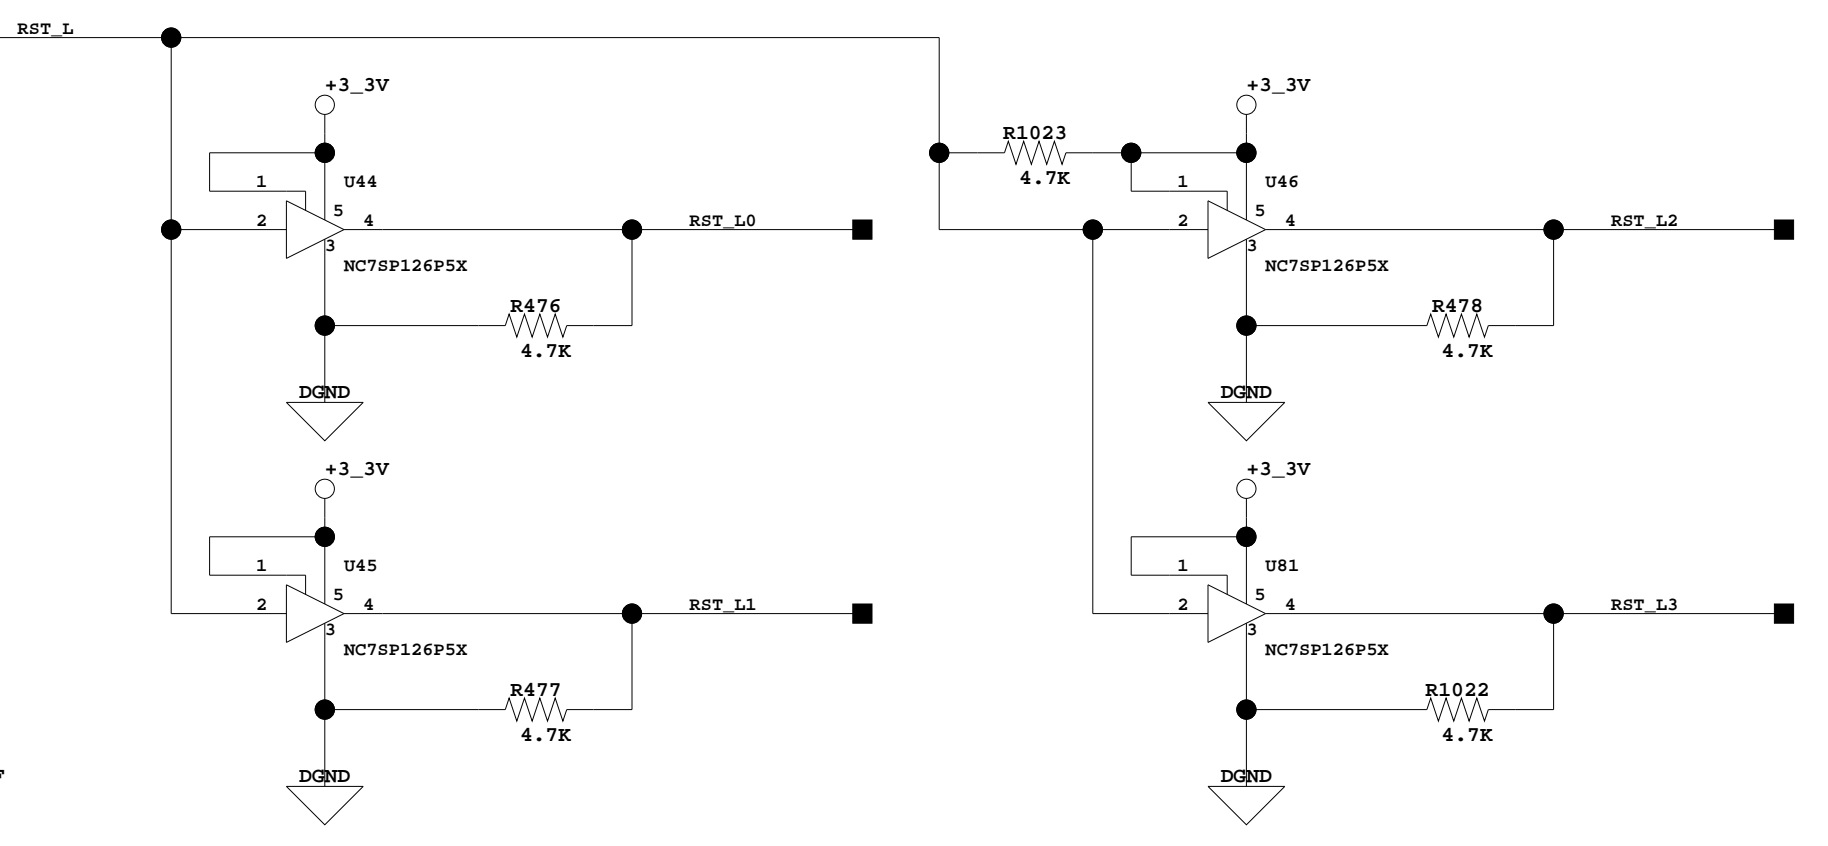 RST_L
+3_3V
1
U44
5
2
4
RST_L0
3
NC7SP126P5X
R476
4.7K
DGND
+3_3V
R1023
4.7K
1
U46
5
2
4
RST_L2
3
NC7SP126P5X
R478
4.7K
DGND
+3_3V
1
U45
5
2
4
RST_L1
3
NC7SP126P5X
R477
4.7K
DGND
+3_3V
1
U81
5
2
4
RST_L3
3
NC7SP126P5X
R1022
4.7K
DGND